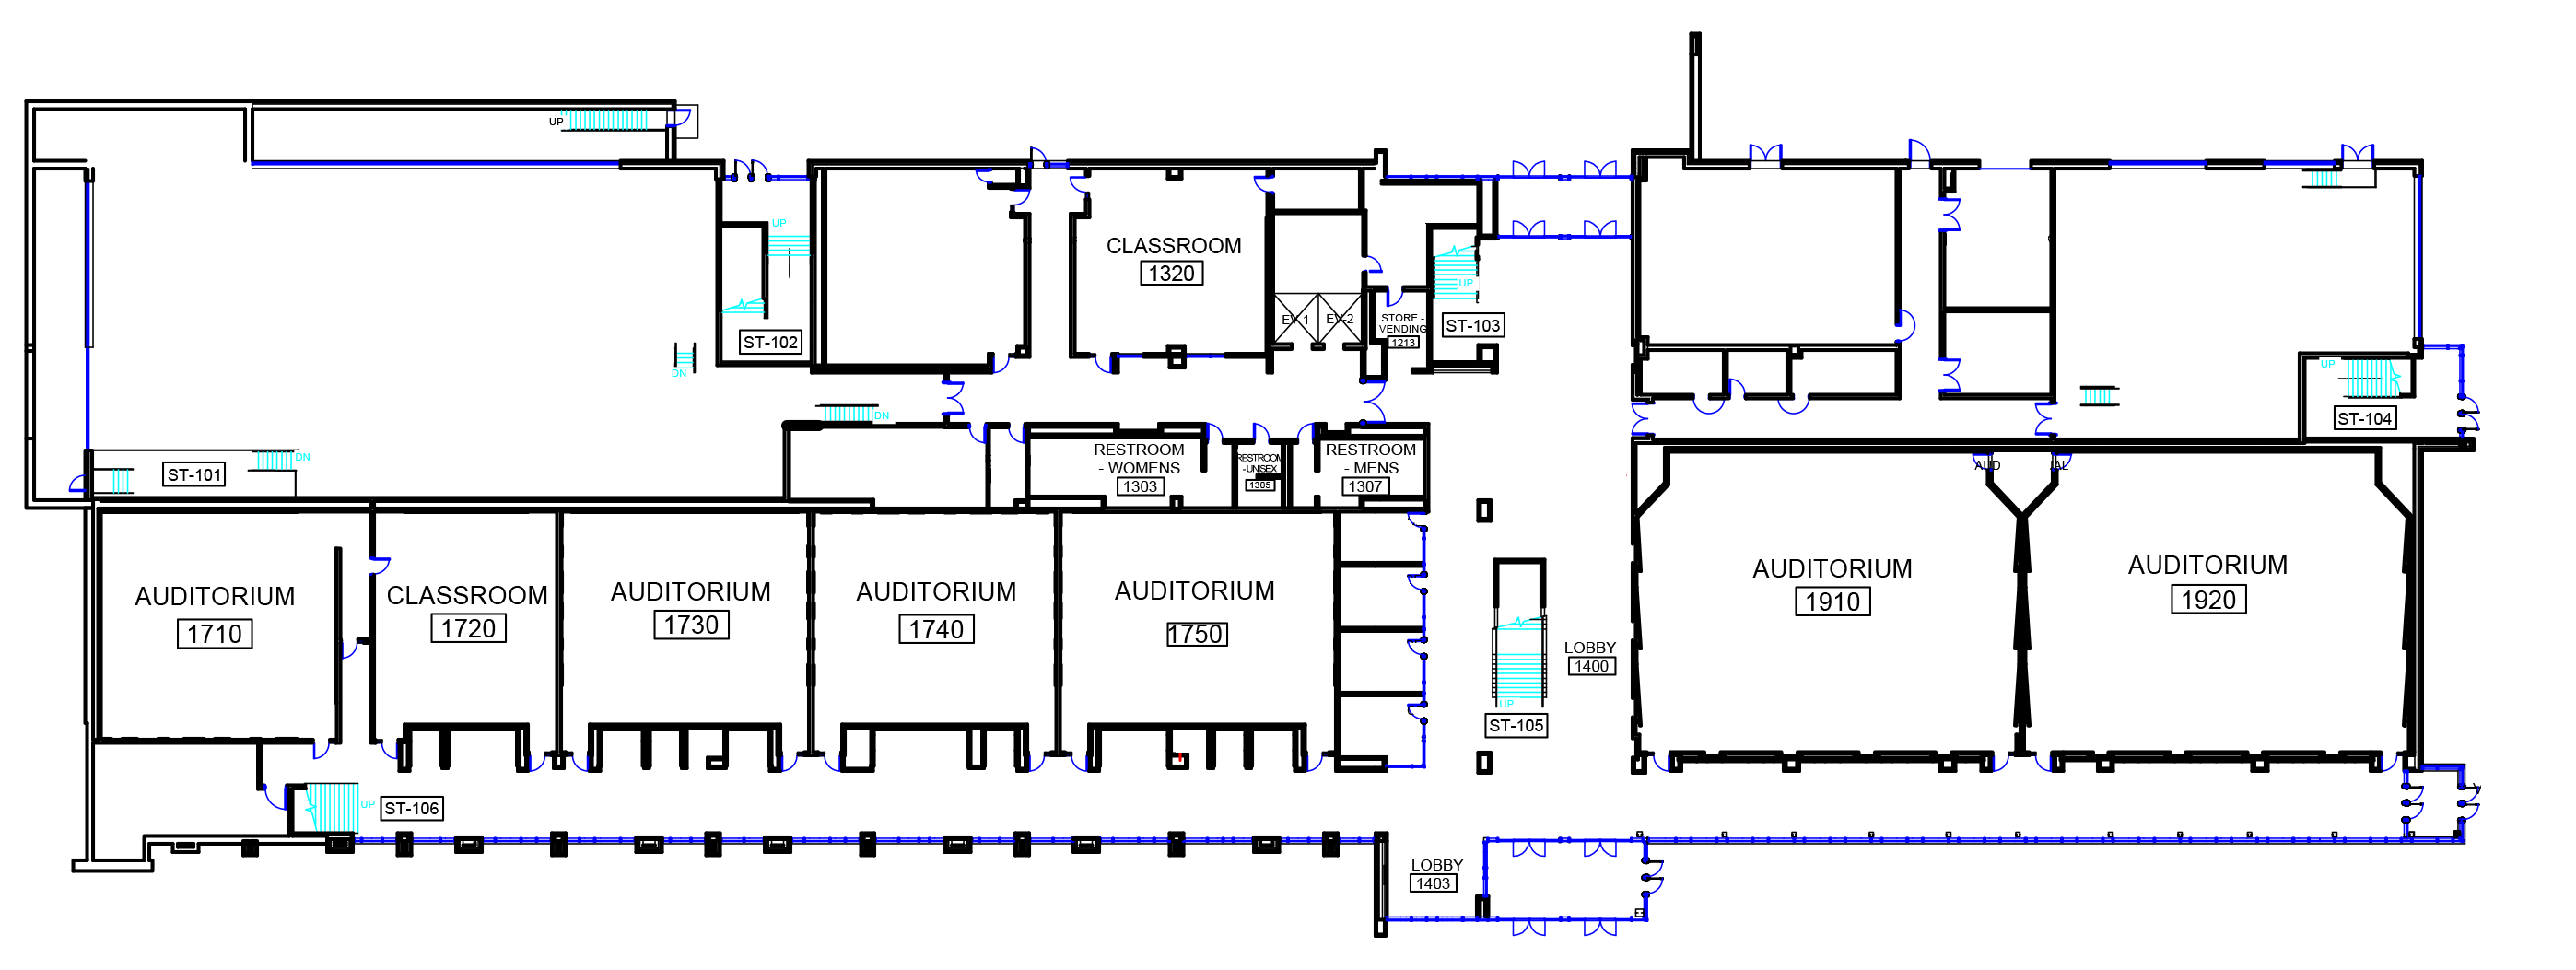 UP
UP
CLASSROOM
1320
UP
EV-1
EV-2
STORE -
VENDING
1213
ST-103
ST-102
DN
UP
ST-104
DN
RESTROOM
- WOMENS
1303
RESTROOM
-UNISEX
1305
RESTROOM
- MENS
1307
DN
ST-101
AUD
AUDITORIUM
1710
CLASSROOM
1720
AUDITORIUM
1730
AUDITORIUM
1740
AUDITORIUM
1750
LOBBY
1400
AUDITORIUM
1910
AUDITORIUM
1920
UP
ST-105
UP
ST-106
LOBBY
1403